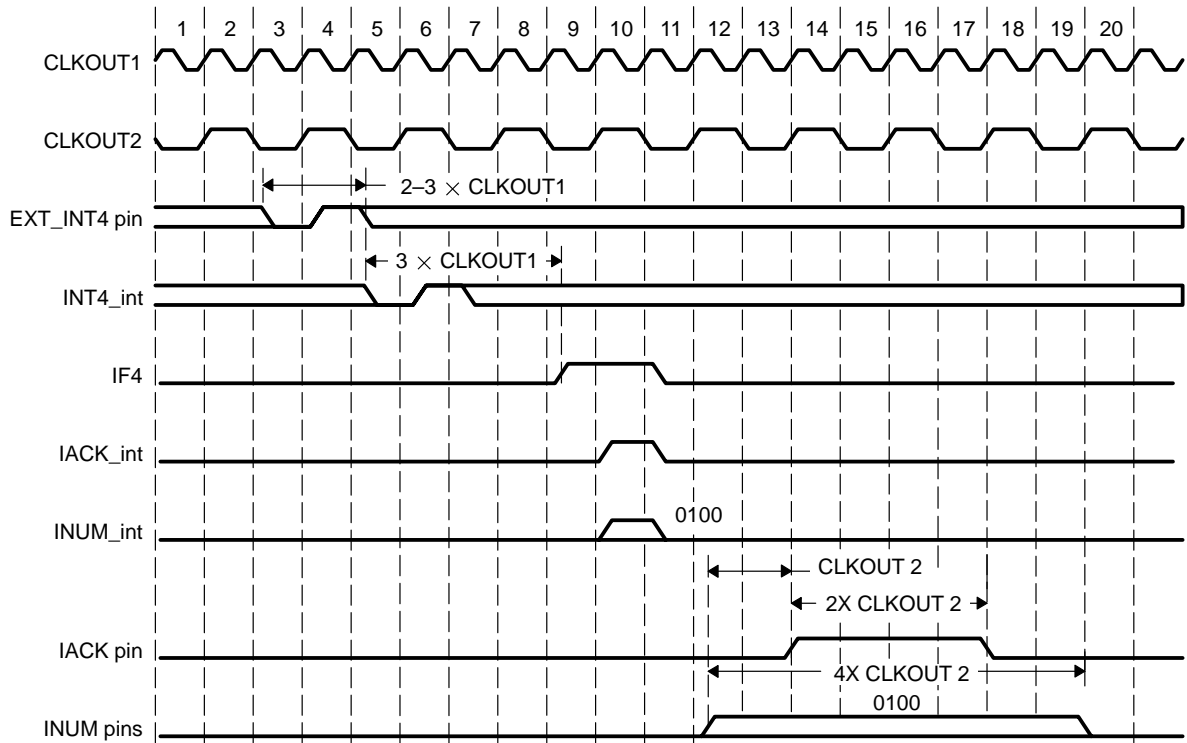 1 2 3 4 5 6 7 8 9 10 11 12 13 14 15 16 17 18 19 20
CLKOUT1
CLKOUT2
2–3 × CLKOUT1
EXT_INT4 pin
3 × CLKOUT1
INT4_int
IF4
IACK_int
0100
INUM_int
CLKOUT 2
2X CLKOUT 2
IACK pin
4X CLKOUT 2
0100
INUM pins